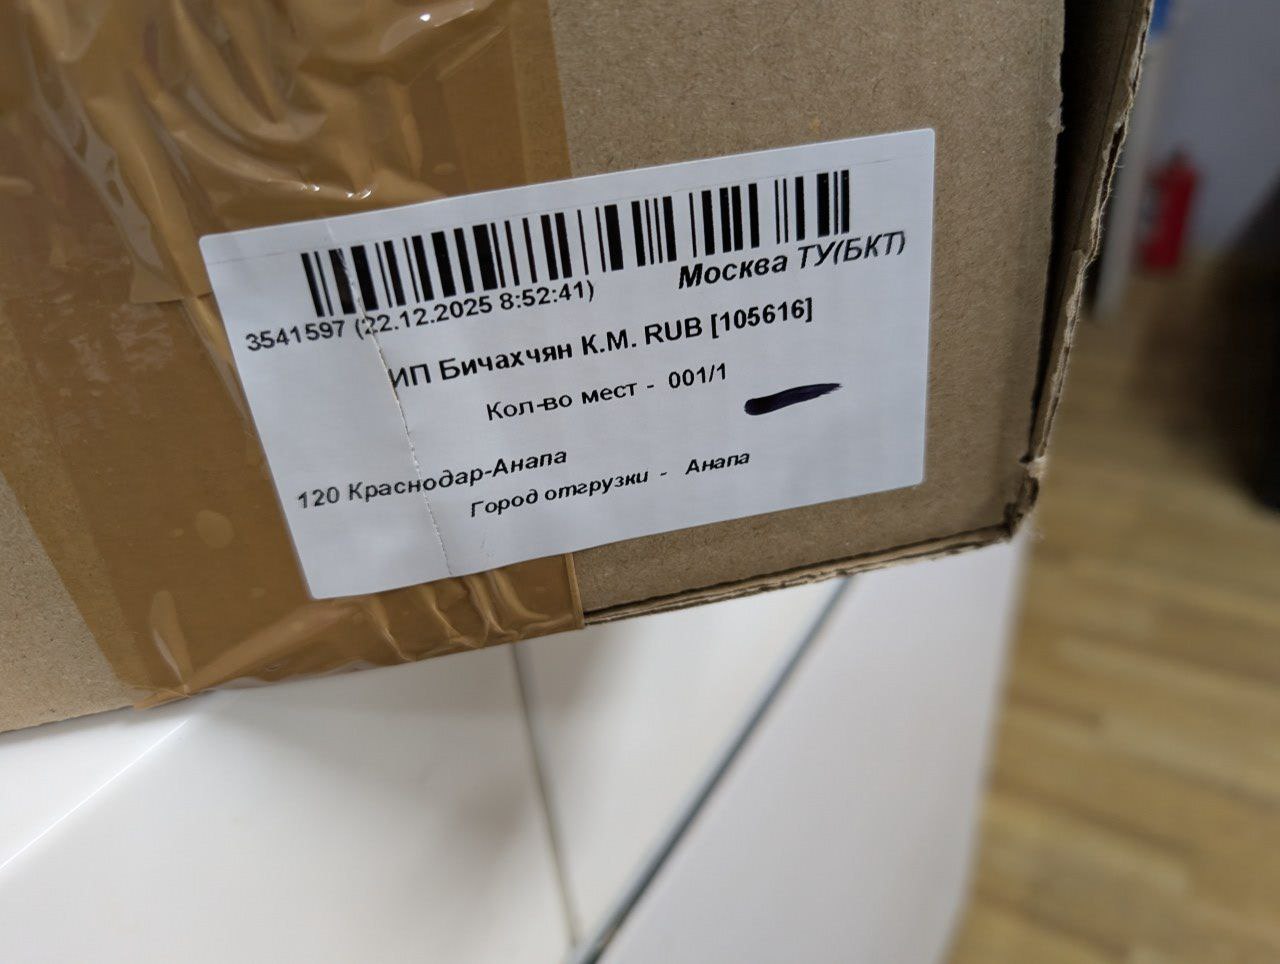 Москва ТУ(БКТ)
3541597 (22.12.2025 8:52:41)
ИП Бичахчян К.М. RUB [105616]
Кол-во мест - 001/1
120 Краснодар-Анапа
Город отгрузки - Анапа